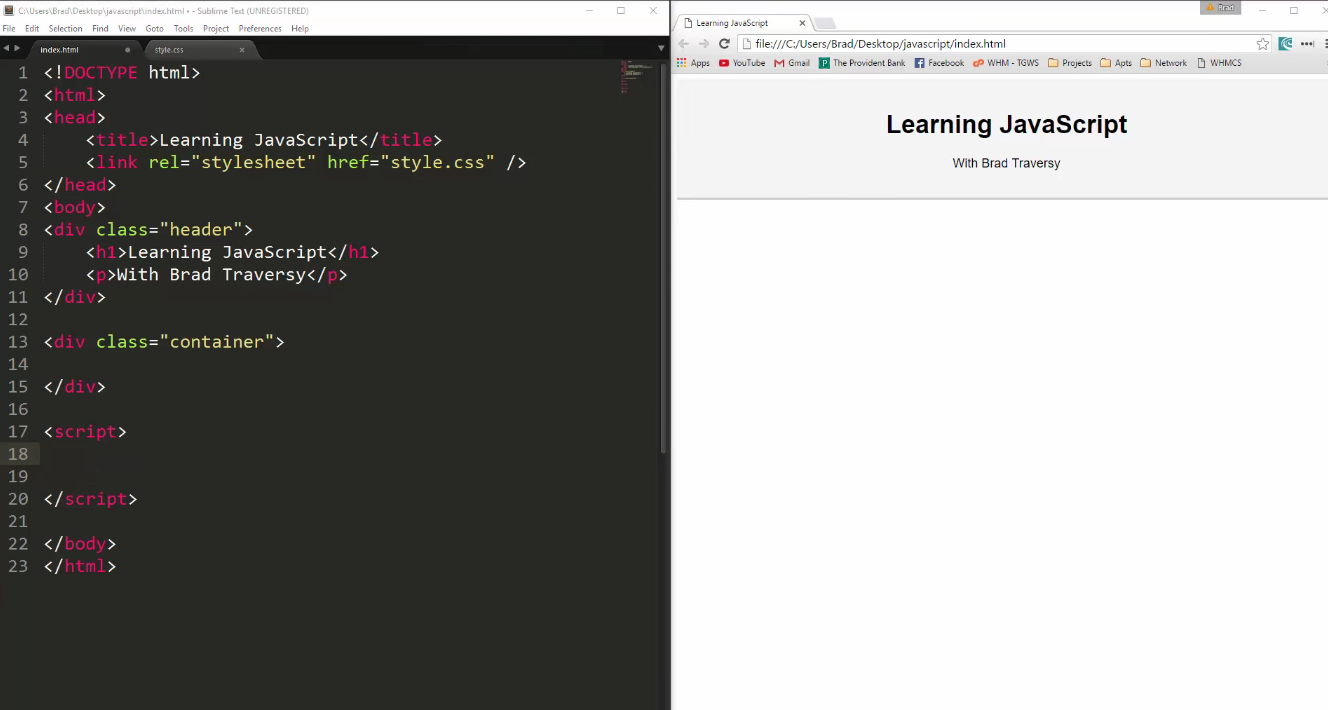 C:\Users\Brad\Desktop\javascript\index.html • - Sublime Text (UNREGISTERED)
File Edit Selection Find View Goto Tools Project Preferences Help
index.html style.css
1 <!DOCTYPE html>
2 <html>
3 <head>
4 <title>Learning JavaScript</title>
5 <link rel="stylesheet" href="style.css" />
6 </head>
7 <body>
8 <div class="header">
9 <h1>Learning JavaScript</h1>
10 <p>With Brad Traversy</p>
11 </div>
12
13 <div class="container">
14
15 </div>
16
17 <script>
18
19
20 </script>
21
22 </body>
23 </html>
Brad
Learning JavaScript
file:///C:/Users/Brad/Desktop/javascript/index.html
Apps YouTube Gmail The Provident Bank Facebook WHM - TGWS Projects Apts Network WHMCS
Learning JavaScript
With Brad Traversy